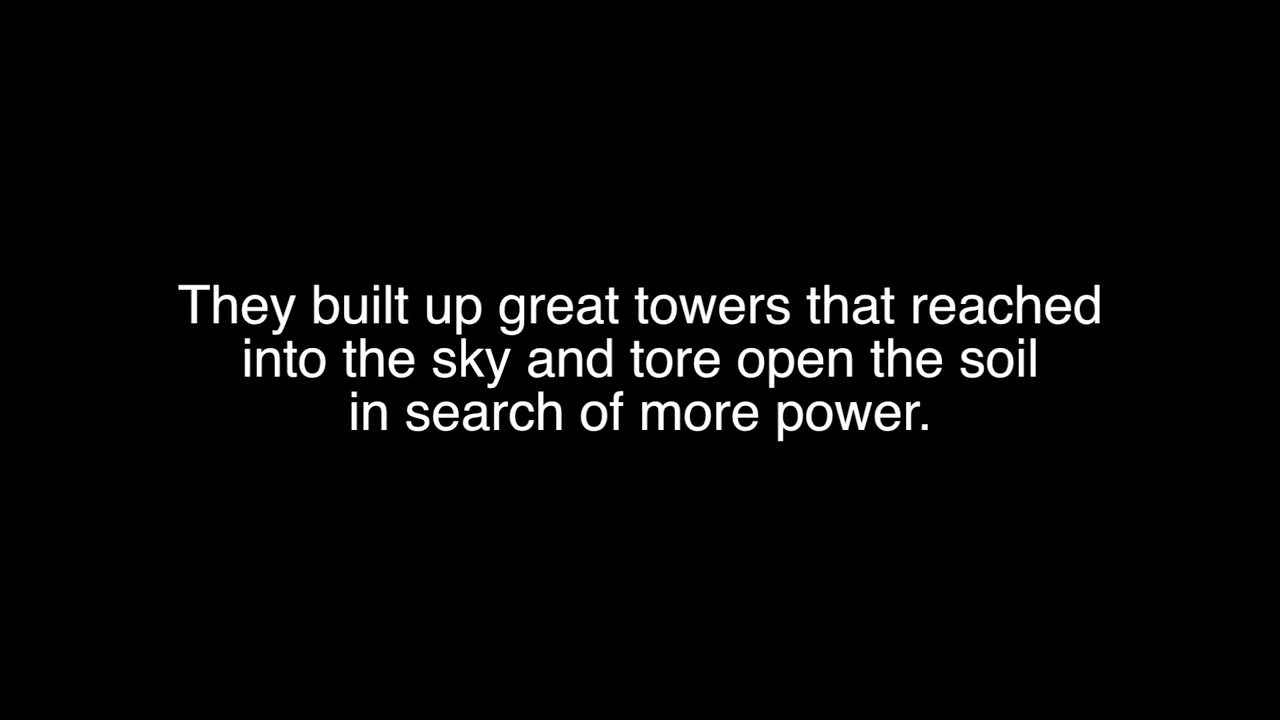 They built up great towers that reached
into the sky and tore open the soil
in search of more power.